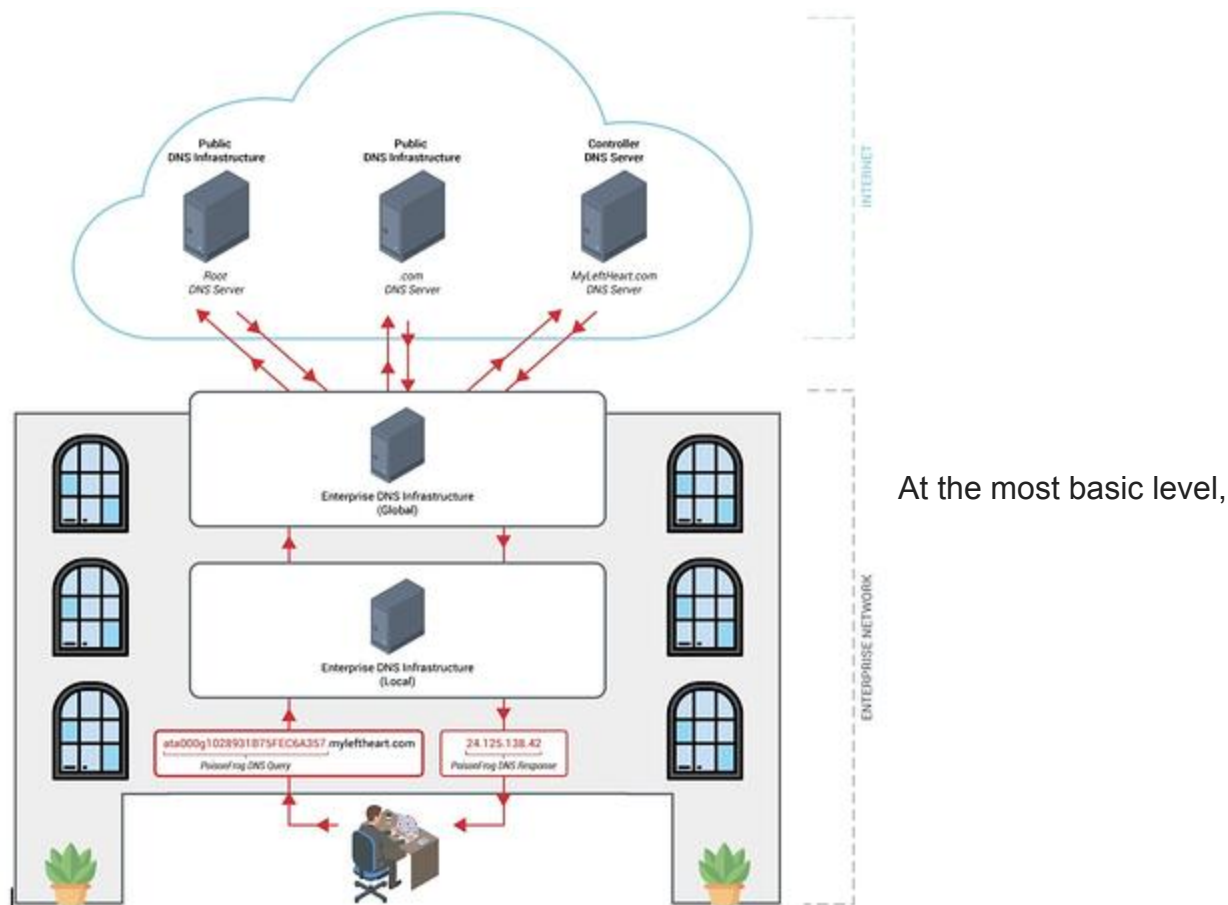 Public
DNS Infrastructure
Public
DNS Infrastructure
Controller
DNS Server
Root
DNS Server
.com
DNS Server
MyLeftHeart.com
DNS Server
INTERNET
Enterprise DNS Infrastructure
(Global)
At the most basic level,
Enterprise DNS Infrastructure
(Local)
ENTERPRISE NETWORK
ata000g1028931B75FEC6A357.myleftheart.com
PoisonFrog DNS Query
24.125.138.42
PoisonFrog DNS Response